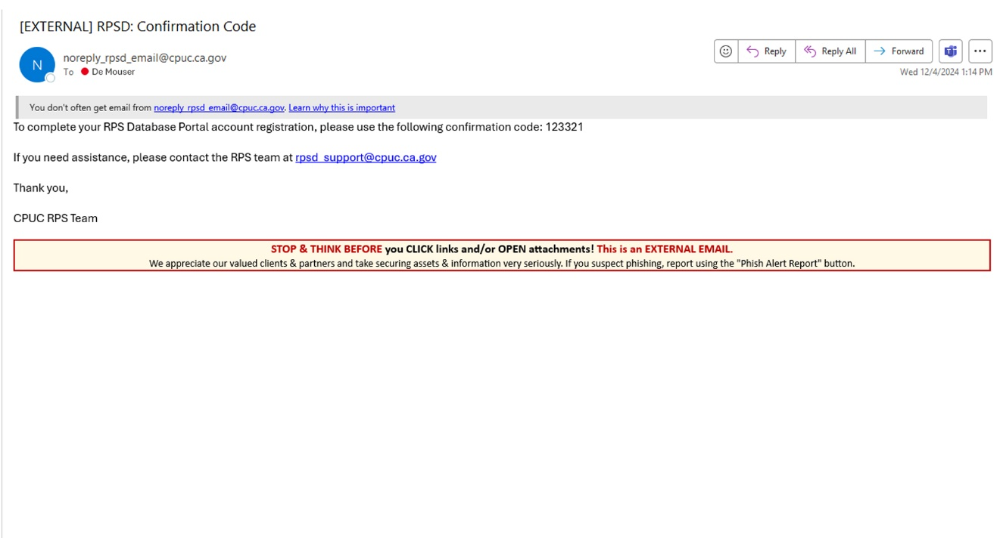 [EXTERNAL] RPSD: Confirmation Code
N
noreply_rpsd_email@cpuc.ca.gov
To De Mouser
Reply
Reply All
Forward
Wed 12/4/2024 1:14 PM
You don't often get email from noreply_rpsd_email@cpuc.ca.gov. Learn why this is important
To complete your RPS Database Portal account registration, please use the following confirmation code: 123321
If you need assistance, please contact the RPS team at rpsd_support@cpuc.ca.gov
Thank you,
CPUC RPS Team
STOP & THINK BEFORE you CLICK links and/or OPEN attachments! This is an EXTERNAL EMAIL.
We appreciate our valued clients & partners and take securing assets & information very seriously. If you suspect phishing, report using the "Phish Alert Report" button.